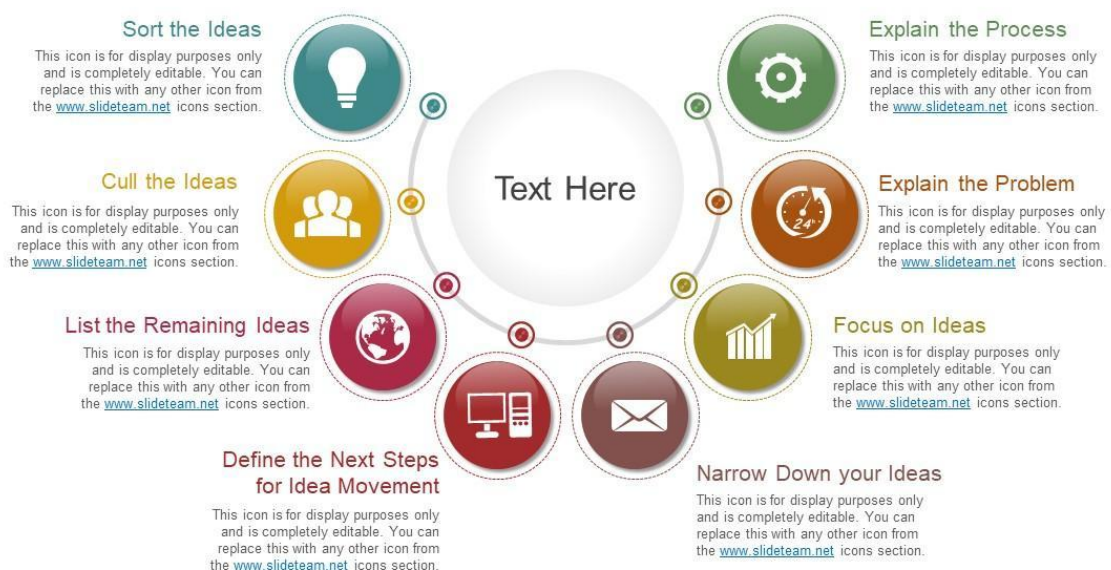 Sort the Ideas
This icon is for display purposes only
and is completely editable. You can
replace this with any other icon from
the www.slideteam.net icons section.
Cull the Ideas
This icon is for display purposes only
and is completely editable. You can
replace this with any other icon from
the www.slideteam.net icons section.
List the Remaining Ideas
This icon is for display purposes only
and is completely editable. You can
replace this with any other icon from
the www.slideteam.net icons section.
Define the Next Steps
for Idea Movement
This icon is for display purposes only
and is completely editable. You can
replace this with any other icon from
the www.slideteam.net icons section.
Text Here
Explain the Process
This icon is for display purposes only
and is completely editable. You can
replace this with any other icon from
the www.slideteam.net icons section.
Explain the Problem
24h
This icon is for display purposes only
and is completely editable. You can
replace this with any other icon from
the www.slideteam.net icons section.
Focus on Ideas
This icon is for display purposes only
and is completely editable. You can
replace this with any other icon from
the www.slideteam.net icons section.
Narrow Down your Ideas
This icon is for display purposes only
and is completely editable. You can
replace this with any other icon from
the www.slideteam.net icons section.